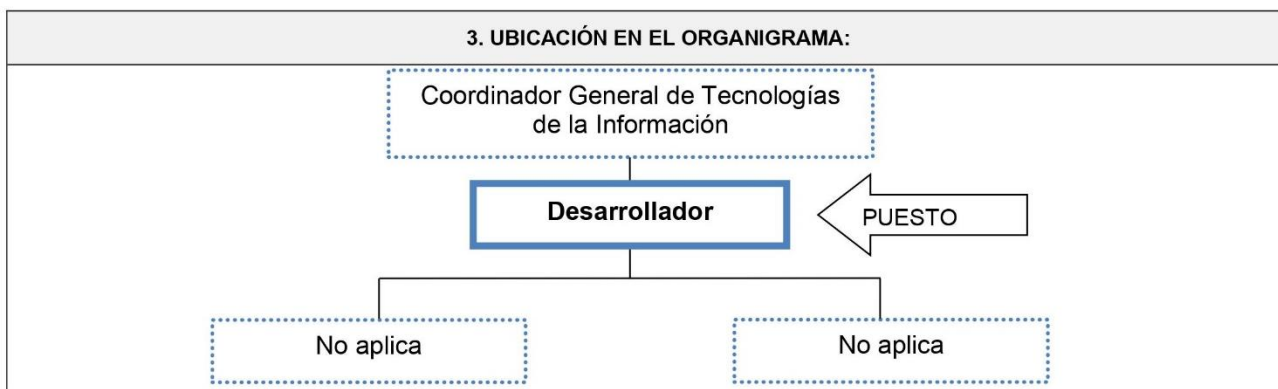 3. UBICACIÓN EN EL ORGANIGRAMA:
Coordinador General de Tecnologías
de la Información
Desarrollador
PUESTO
No aplica
No aplica